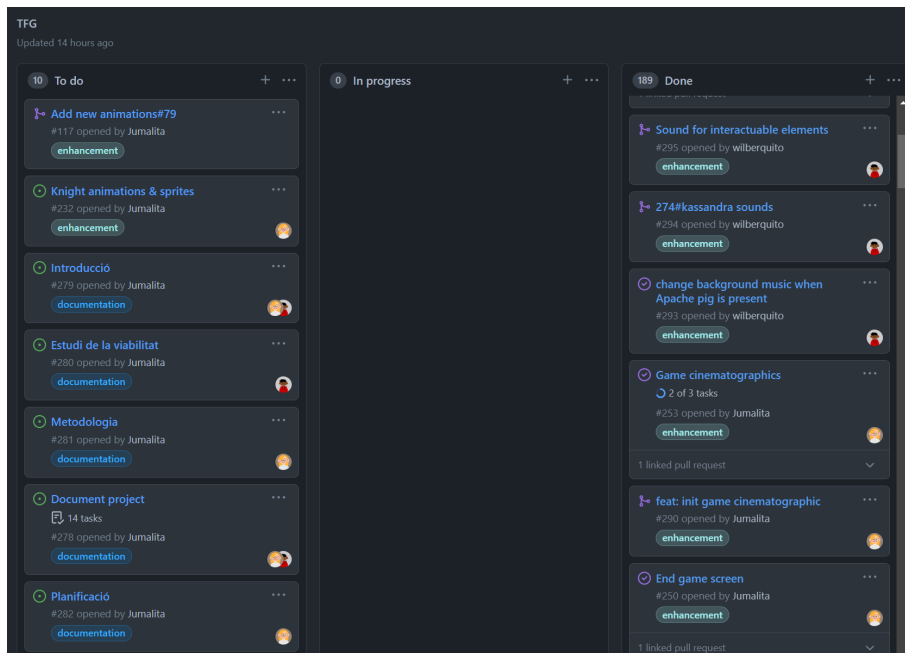 TFG
Updated 14 hours ago
10 To do
Add new animations#79
#117 opened by Jumalita
enhancement
Knight animations & sprites
#232 opened by Jumalita
enhancement
Introducció
#279 opened by Jumalita
documentation
Estudi de la viabilitat
#280 opened by Jumalita
documentation
Metodologia
#281 opened by Jumalita
documentation
Document project
14 tasks
#278 opened by Jumalita
documentation
Planificació
#282 opened by Jumalita
documentation
0 In progress
189 Done
1 linked pull request
Sound for interactuable elements
#295 opened by wilberquito
enhancement
274#kassandra sounds
#294 opened by wilberquito
enhancement
change background music when
Apache pig is present
#293 opened by wilberquito
enhancement
Game cinematographics
2 of 3 tasks
#253 opened by Jumalita
enhancement
1 linked pull request
feat: init game cinematographic
#290 opened by Jumalita
enhancement
End game screen
#250 opened by Jumalita
enhancement
1 linked pull request